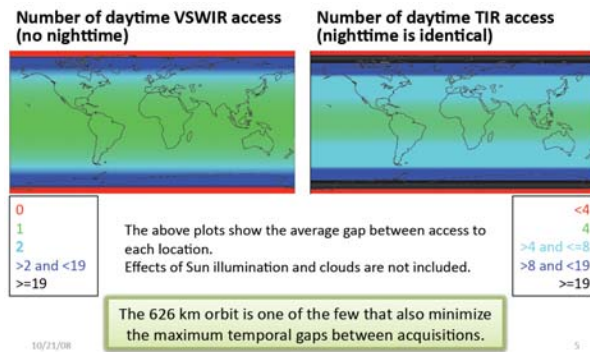 Number of daytime VSWIR access
(no nighttime)
Number of daytime TIR access
(nighttime is identical)
0
1
2
>2 and <19
>=19
The above plots show the average gap between access to
each location.
Effects of Sun illumination and clouds are not included.
<4
4
>4 and <=8
>8 and <19
>=19
The 626 km orbit is one of the few that also minimize
the maximum temporal gaps between acquisitions.
10/21/08
5